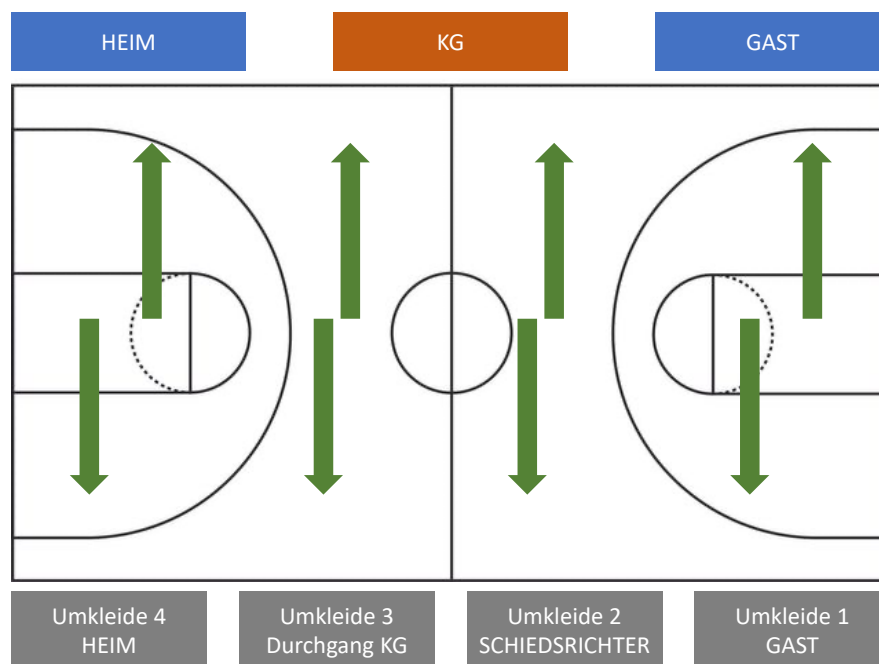 HEIM
KG
GAST
Umkleide 4
HEIM
Umkleide 3
Durchgang KG
Umkleide 2
SCHIEDSRICHTER
Umkleide 1
GAST